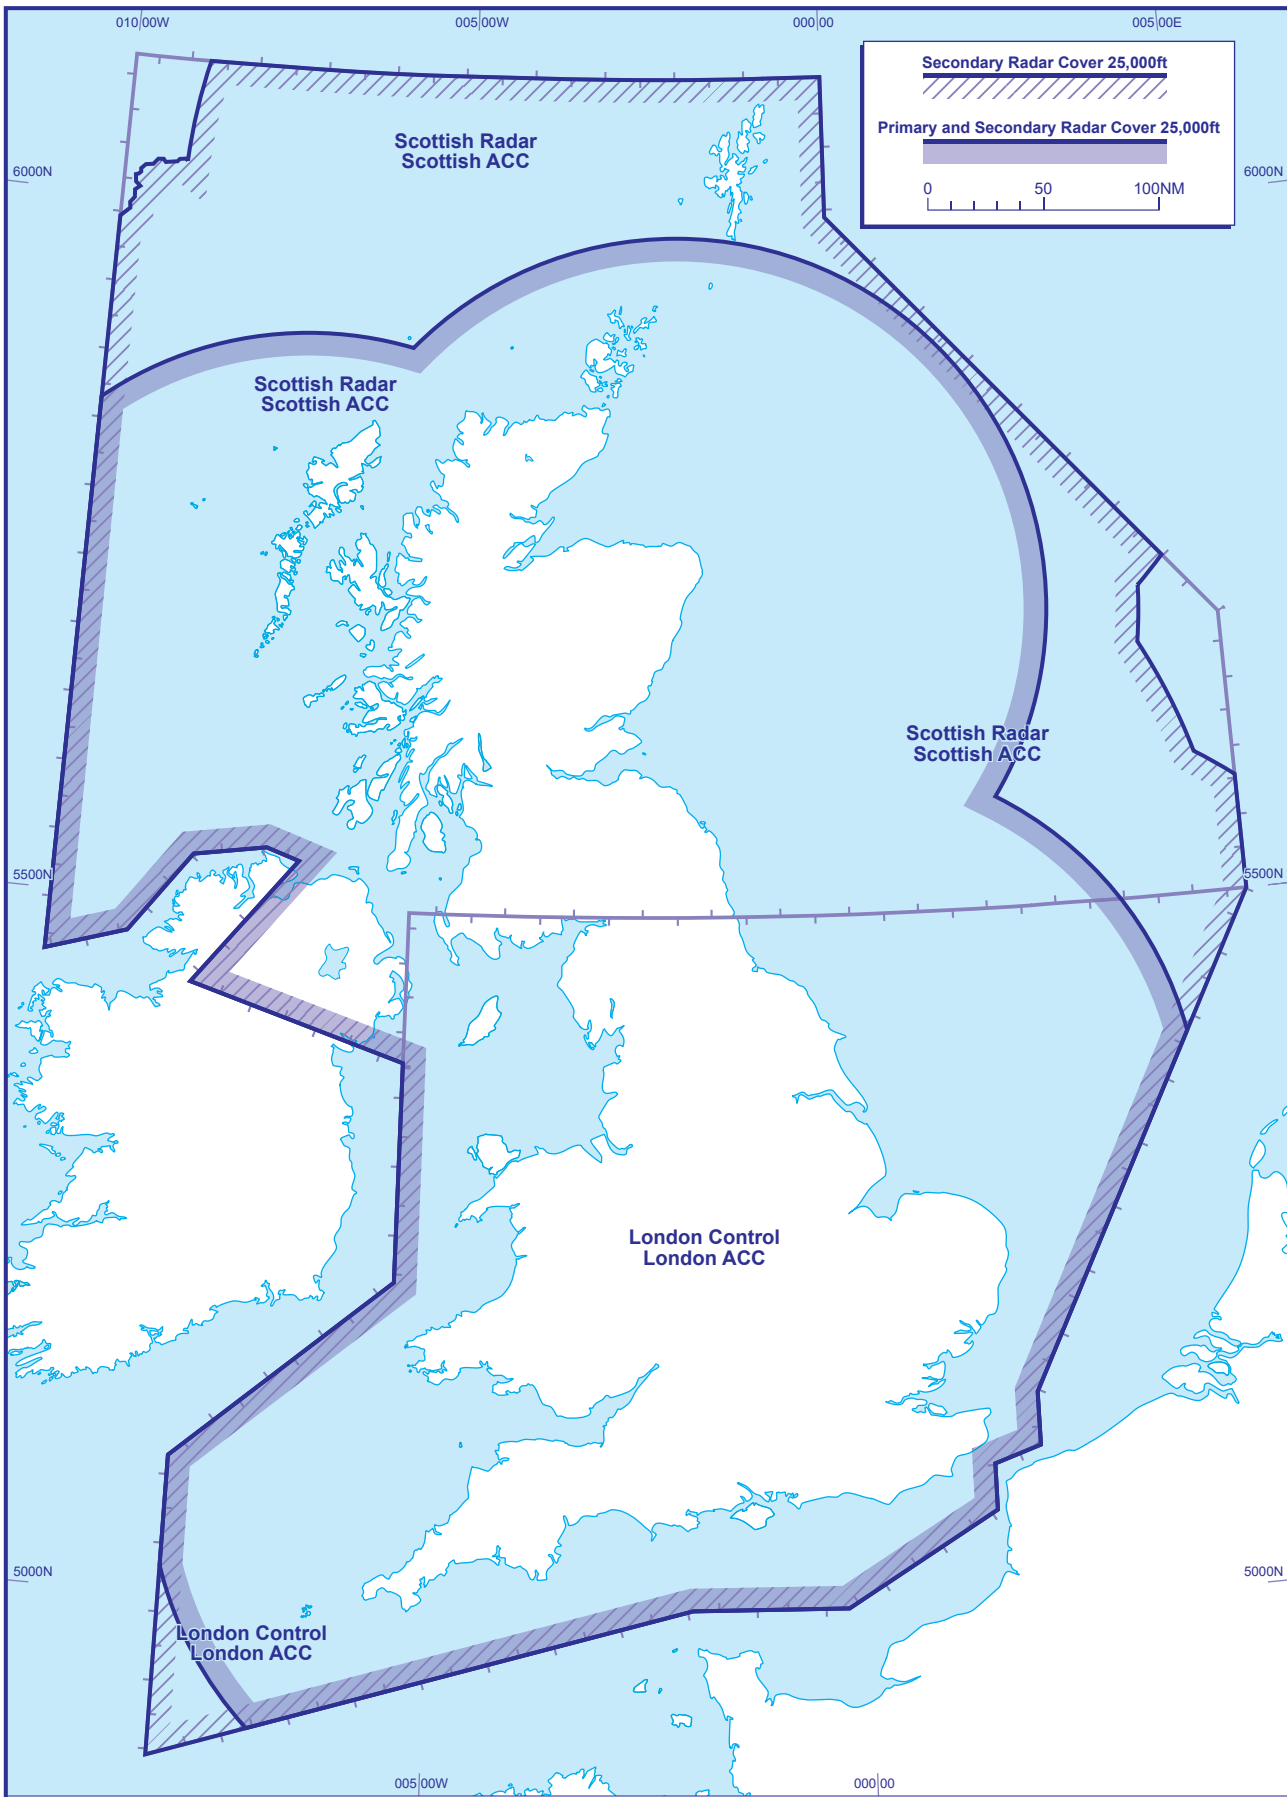 010 00W
005 00W
000 00
005 00E
Secondary Radar Cover 25,000ft
Primary and Secondary Radar Cover 25,000ft
0 50 100NM
Scottish Radar
Scottish ACC
6000N
6000N
Scottish Radar
Scottish ACC
Scottish Radar
Scottish ACC
5500N
5500N
London Control
London ACC
5000N
5000N
London Control
London ACC
005 00W
000 00